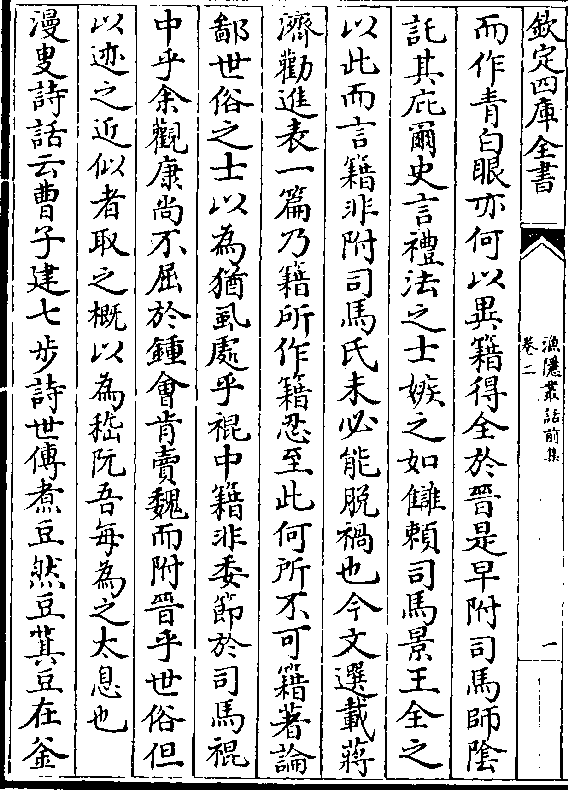 欽定四庫全書
漁隱叢話前集
卷二
一
而作青白眼亦何以異籍得全於晉是早附司馬師陰
託其庇爾史言禮法之士嫉之如讎賴司馬景王全之
以此而言籍非附司馬氏未必能脫禍也今文選載蔣
濟勸進表一篇乃籍所作籍忍至此何所不可籍著論
鄙世俗之士以為猶虱處乎裩中籍非委節於司馬裩
中乎余觀康尚不屈於鍾會肯賣魏而附晉乎世俗但
以迹之近似者取之概以為嵇阮吾每為之太息也
漫叟詩話云曹子建七步詩世傳煮豆然豆萁豆在釜